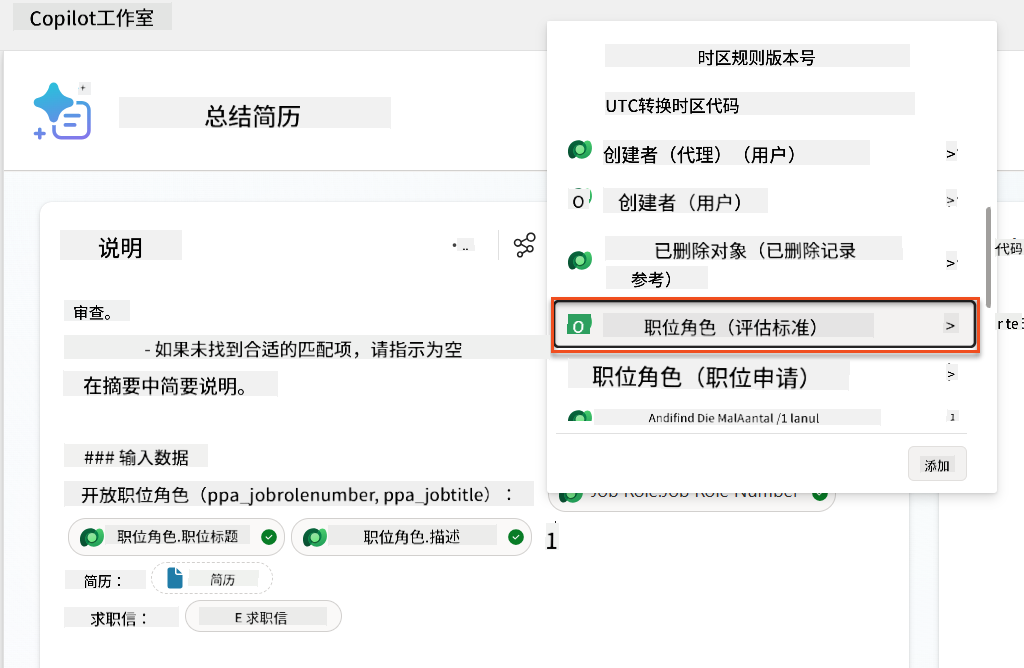 Copilot工作室
总结简历
说明
审查。
- 如果未找到合适的匹配项，请指示为空
在摘要中简要说明。
### 输入数据
开放职位角色（ppa_jobrolenumber, ppa_jobtitle）：
Job Role.Job Role Number
职位角色.职位标题
职位角色.描述
1
简历：
简历
求职信：
E 求职信
时区规则版本号
UTC转换时区代码
创建者（代理）（用户）
>
O 创建者（用户）
>
已删除对象（已删除记录
参考）
>
O 职位角色（评估标准）
>
职位角色（职位申请）
>
Andifind Die MalAantal /1 lanul
1
添加
代码